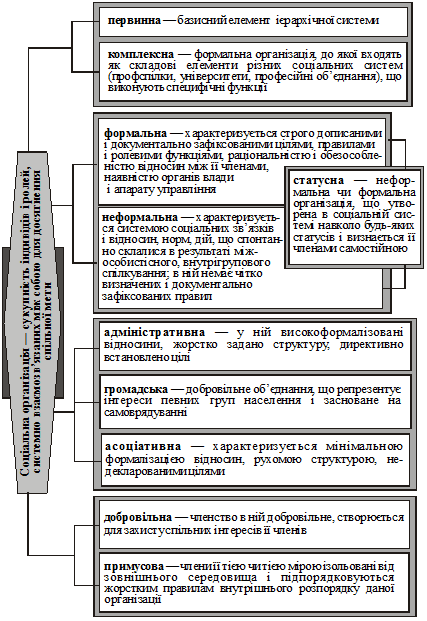 Соціальна організація — сукупність індивідів і ролей,
системно взаємозв’язаних між собою для досягнення
спільної мети
первинна — базисний елемент ієрархічної системи
комплексна — формальна організація, до якої входять
як складові елементи різних соціальних систем
(профспілки, університети, професійні об’єднання), що
виконують специфічні функції
формальна — характеризується строго дописаними
і документально зафіксованими цілями, правилами
і ролевими функціями, раціональністю і обезособле-
ністю відносин між її членами,
наявністю органів влади
і апарату управління
неформальна — характеризуєть-
ся системою соціальних зв’язків
і відносин, норм, дій, що спонтан-
но склалися в результаті між-
особистісного, внутрігрупового
спілкування; в ній немає чітко
визначених і документально
зафіксованих правил
статусна — нефор-
мальна чи формальна
організація, що утво-
рена в соціальній сис-
темі навколо будь-яких
статусів і визнається її
членами самостійною
адміністративна — у ній високоформалізовані
відносини, жорстко задано структуру, директивно
встановлено цілі
громадська — добровільне об’єднання, що репрезентує
інтереси певних груп населення і засноване на
самоврядуванні
асоціативна — характеризується мінімальною
формалізацією відносин, рухомою структурою, не-
декларованими цілями
добровільна — членство в ній добровільне, створюється
для захисту спільних інтересів її членів
примусова — члени її тією чи тією мірою ізольовані від
зовнішнього середовища і підпорядковуються
жорстким правилам внутрішнього розпорядку даної
організації